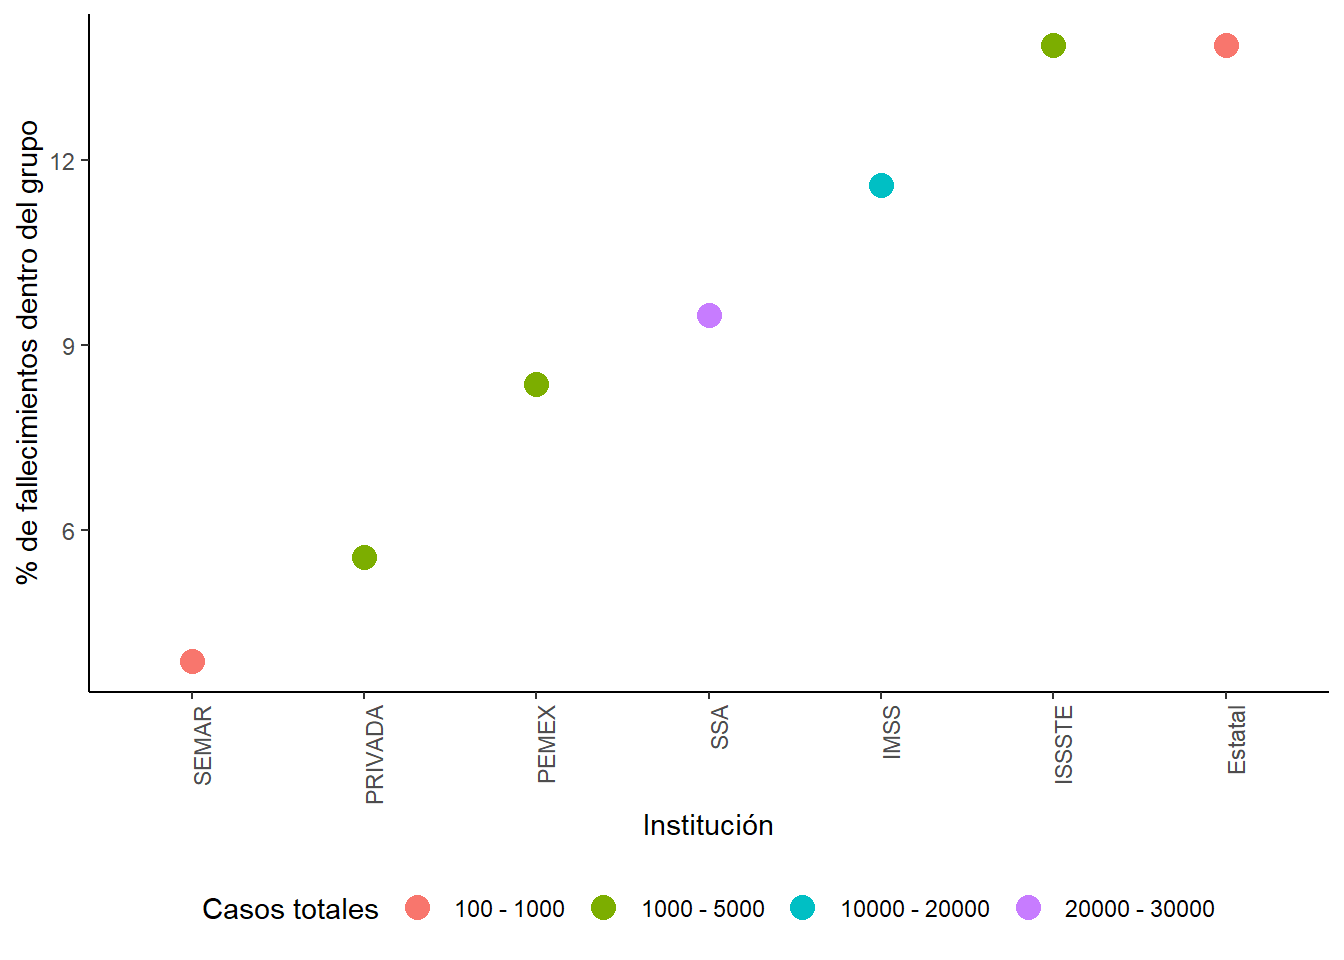 % de fallecimientos dentro del grupo
12
9
6
SEMAR
PRIVADA
PEMEX
SSA
IMSS
ISSSTE
Estatal
Institución
Casos totales 100 - 1000 1000 - 5000 10000 - 20000 20000 - 30000